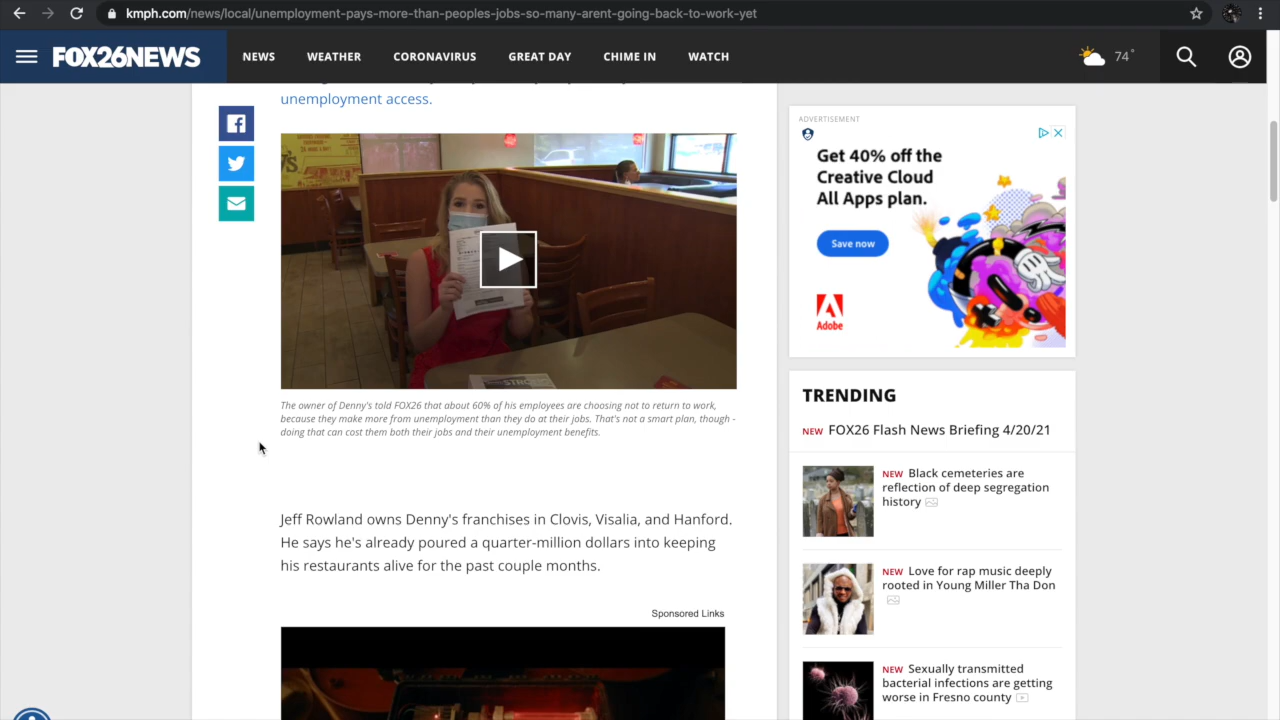 kmph.com/news/local/unemployment-pays-more-than-peoples-jobs-so-many-arent-going-back-to-work-yet
FOX26NEWS
NEWS WEATHER CORONAVIRUS GREAT DAY CHIME IN WATCH
74°
unemployment access.
The owner of Denny's told FOX26 that about 60% of his employees are choosing not to return to work,
because they make more from unemployment than they do at their jobs. That's not a smart plan, though -
doing that can cost them both their jobs and their unemployment benefits.
Jeff Rowland owns Denny's franchises in Clovis, Visalia, and Hanford.
He says he's already poured a quarter-million dollars into keeping
his restaurants alive for the past couple months.
Sponsored Links
ADVERTISEMENT
Get 40% off the
Creative Cloud
All Apps plan.
Save now
Adobe
TRENDING
NEW FOX26 Flash News Briefing 4/20/21
NEW Black cemeteries are
reflection of deep segregation
history
NEW Love for rap music deeply
rooted in Young Miller Tha Don
NEW Sexually transmitted
bacterial infections are getting
worse in Fresno county